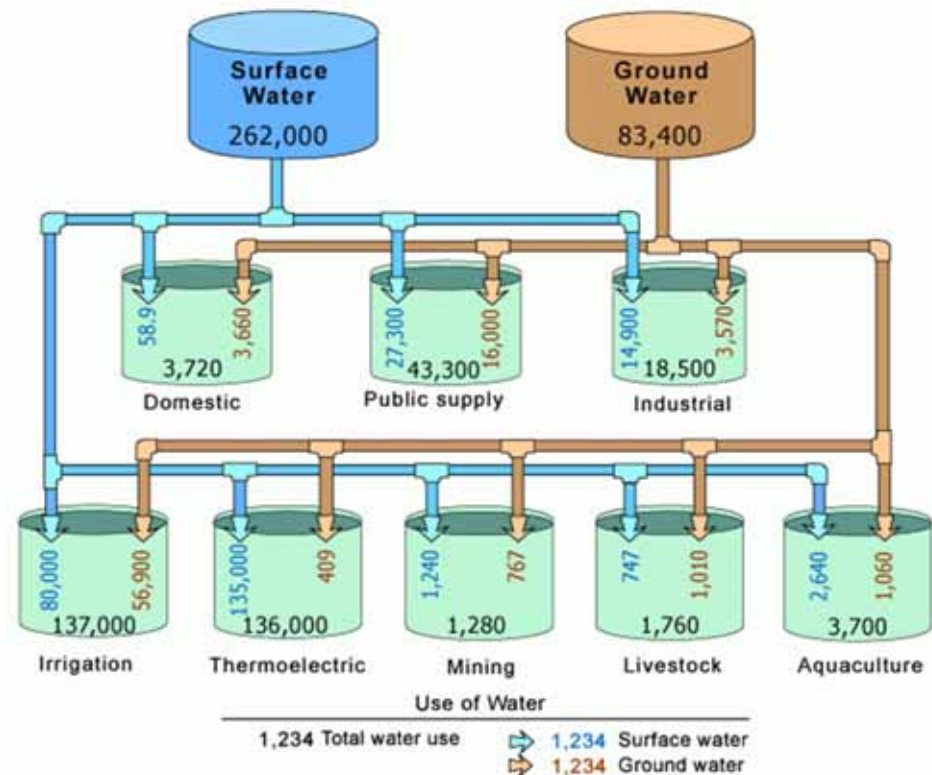 Surface
Water
262,000
Ground
Water
83,400
58.9
3,660
3,720
Domestic
27,300
16,000
43,300
Public supply
14,900
3,570
18,500
Industrial
80,000
56,900
137,000
Irrigation
135,000
409
136,000
Thermoelectric
1,240
767
1,280
Mining
747
1,010
1,760
Livestock
2,640
1,060
3,700
Aquaculture
Use of Water
1,234 Total water use
1,234 Surface water
1,234 Ground water